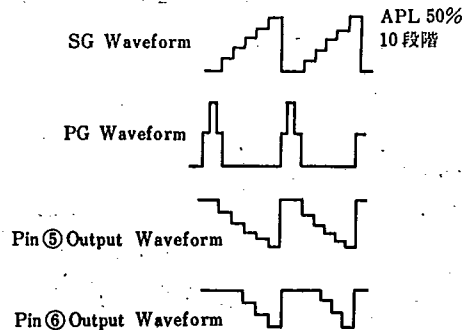 SG Waveform
APL 50%
10段階
PG Waveform
Pin⑤Output Waveform
Pin⑥Output Waveform